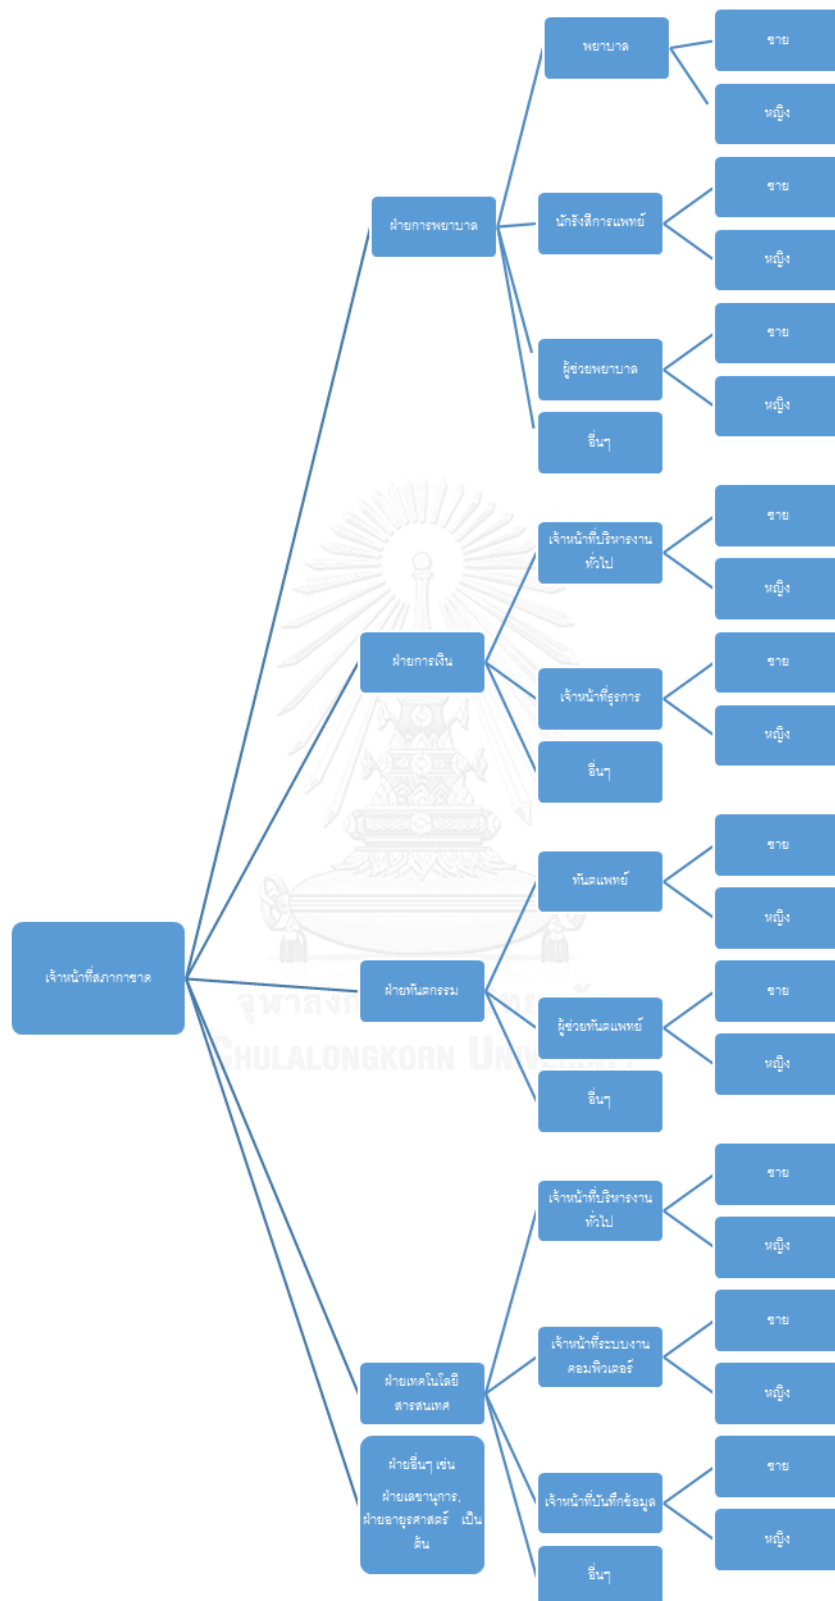 พยาบาล
ชาย
หญิง
ฝ่ายการพยาบาล
นักรังสีการแพทย์
ชาย
หญิง
ผู้ช่วยพยาบาล
ชาย
หญิง
อื่นๆ
เจ้าหน้าที่บริหารงาน
ทั่วไป
ชาย
หญิง
ฝ่ายการเงิน
เจ้าหน้าที่ธุรการ
ชาย
หญิง
อื่นๆ
ทันตแพทย์
ชาย
หญิง
เจ้าหน้าที่สภากาชาด
ฝ่ายทันตกรรม
ผู้ช่วยทันตแพทย์
ชาย
หญิง
CHULALONGKORN UNIVERSITY
อื่นๆ
เจ้าหน้าที่บริหารงาน
ทั่วไป
ชาย
หญิง
เจ้าหน้าที่ระบบงาน
คอมพิวเตอร์
ชาย
หญิง
ฝ่ายเทคโนโลยี
สารสนเทศ
ฝ่ายอื่นๆ เช่น
ฝ่ายเลขานุการ,
ฝ่ายอายุรศาสตร์ เป็น
ต้น
เจ้าหน้าที่บันทึกข้อมูล
ชาย
หญิง
อื่นๆ